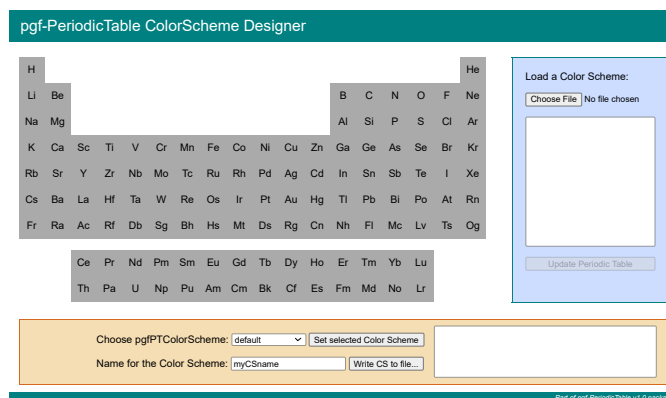 pgf-PeriodicTable ColorScheme Designer
H He
Li Be B C N O F Ne
Na Mg Al Si P S Cl Ar
K Ca Sc Ti V Cr Mn Fe Co Ni Cu Zn Ga Ge As Se Br Kr
Rb Sr Y Zr Nb Mo Tc Ru Rh Pd Ag Cd In Sn Sb Te I Xe
Cs Ba La Hf Ta W Re Os Ir Pt Au Hg Tl Pb Bi Po At Rn
Fr Ra Ac Rf Db Sg Bh Hs Mt Ds Rg Cn Nh Fl Mc Lv Ts Og
Ce Pr Nd Pm Sm Eu Gd Tb Dy Ho Er Tm Yb Lu
Th Pa U Np Pu Am Cm Bk Cf Es Fm Md No Lr
Load a Color Scheme:
Choose File No file chosen
Update Periodic Table
Choose pgfPTColorScheme: default Set selected Color Scheme
Name for the Color Scheme: myCSname Write CS to file...
Part of pgf-PeriodicTable v1.0